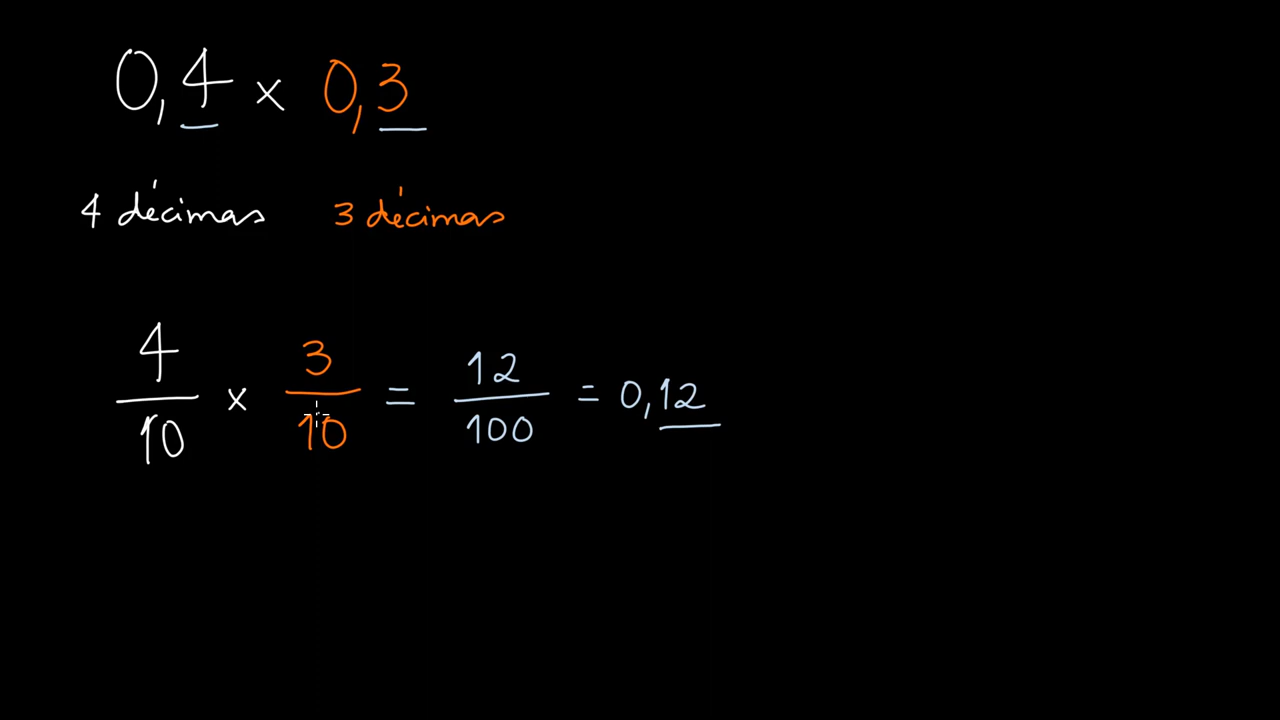 0,4 x 0,3
4 décimas 3 décimas
4/10 x 3/10 = 12/100 = 0,12